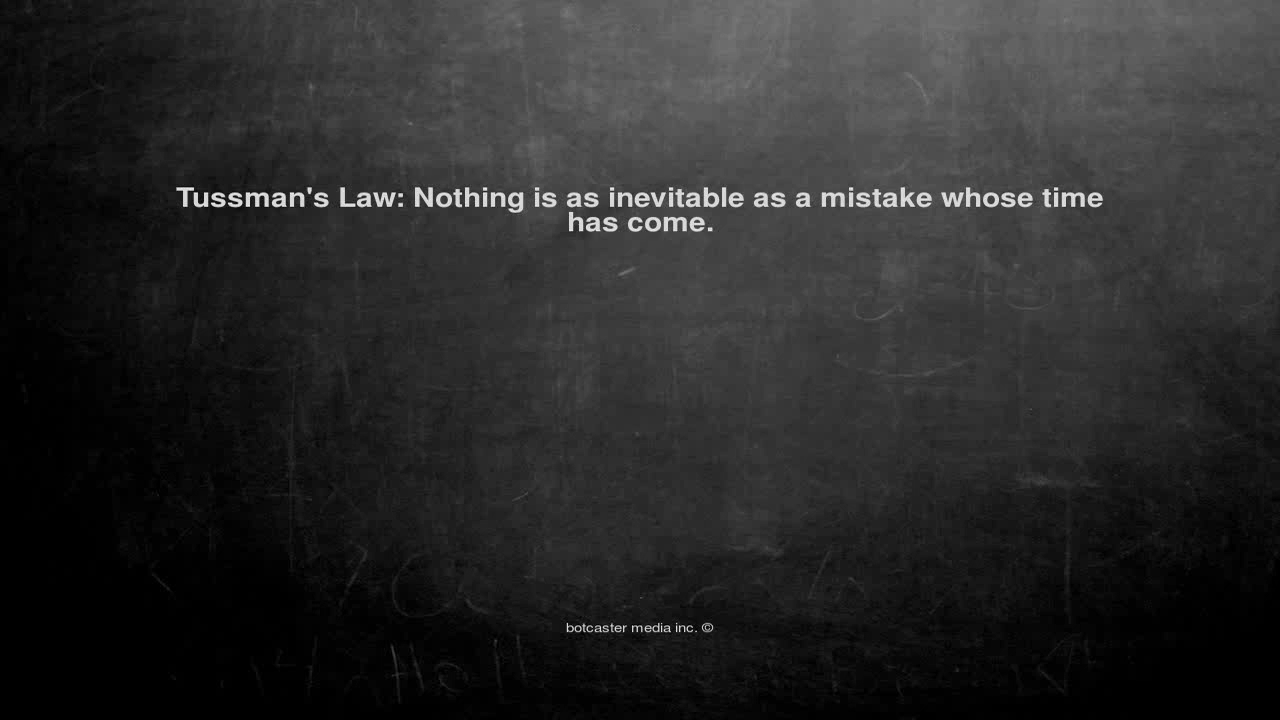 Tussman's Law: Nothing is as inevitable as a mistake whose time
has come.
botcaster media inc. ©